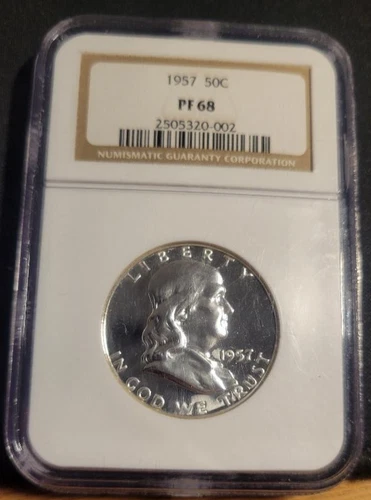 1957 50C
PF 68
2505320-002
NUMISMATIC GUARANTY CORPORATION
LIBERTY
1957
IN GOD WE TRUST